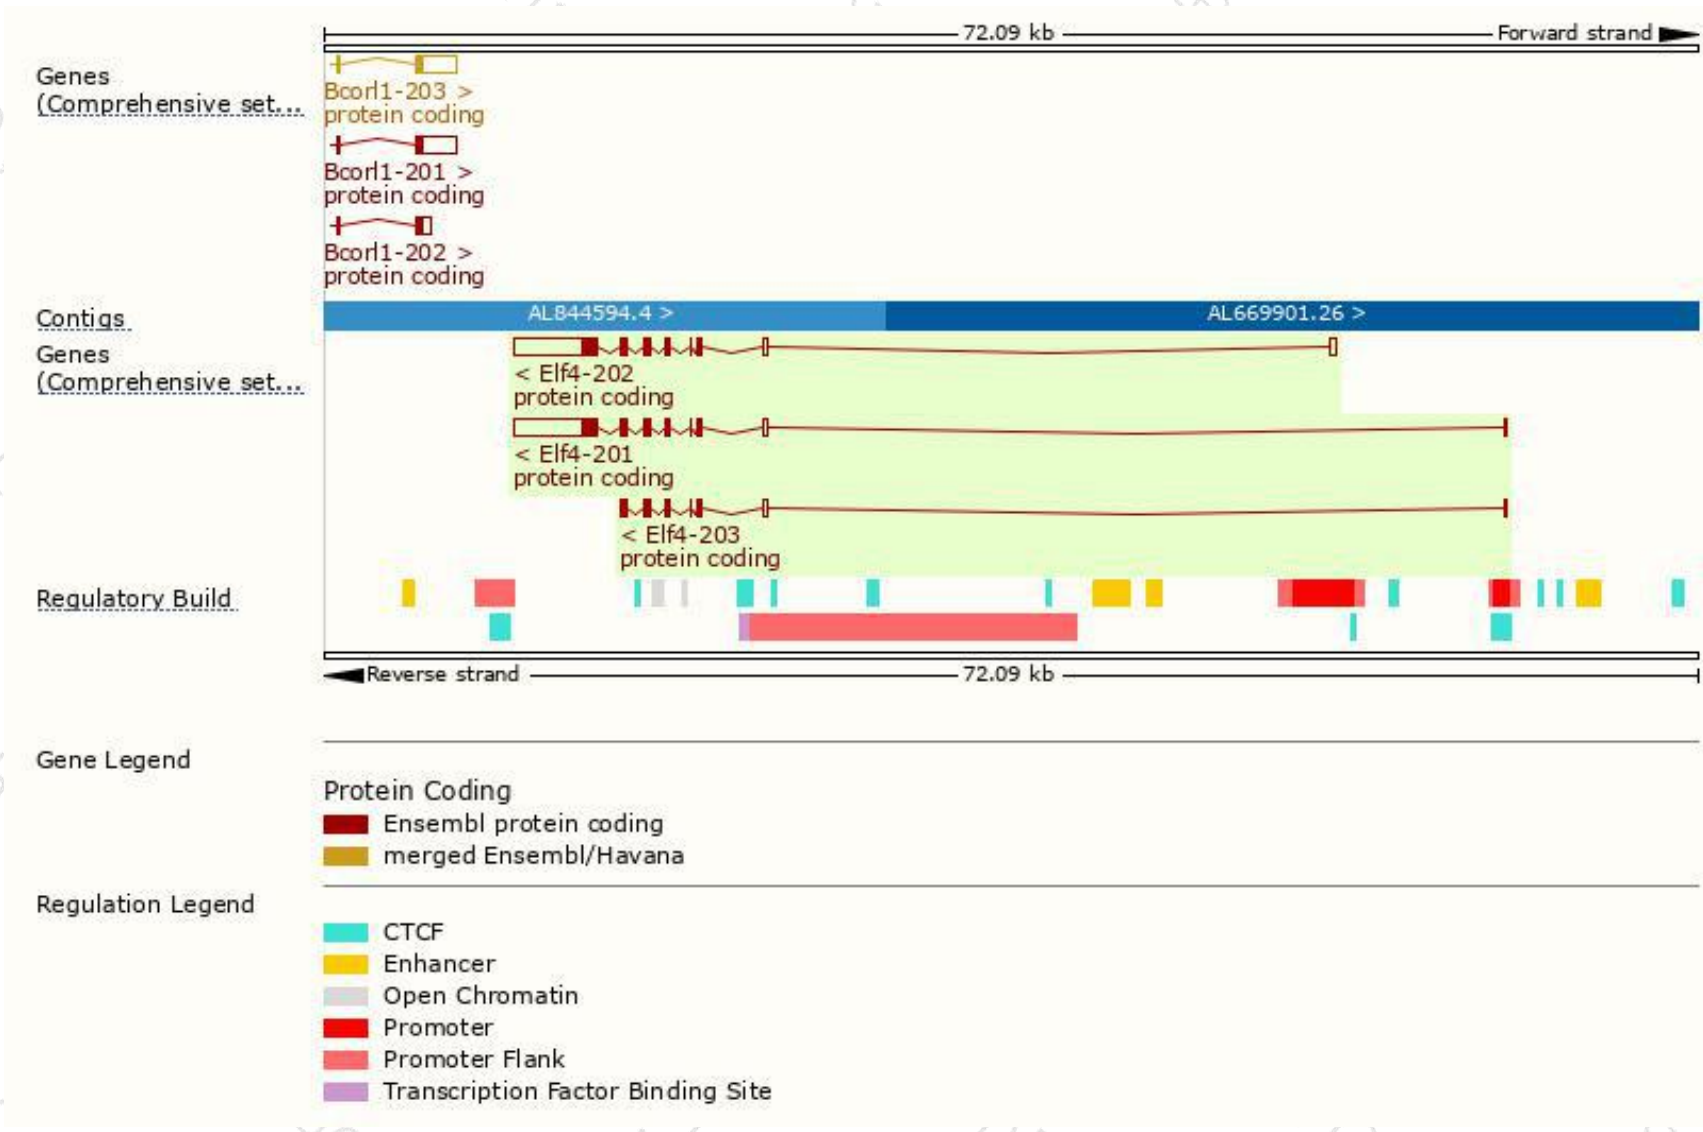 72.09 kb Forward strand
Genes
(Comprehensive set...
Bcorl1-203 >
protein coding
Bcorl1-201 >
protein coding
Bcorl1-202 >
protein coding
Contigs
AL844594.4 > AL669901.26 >
Genes
(Comprehensive set...
< Elf4-202
protein coding
< Elf4-201
protein coding
< Elf4-203
protein coding
Regulatory Build
Reverse strand 72.09 kb
Gene Legend
Protein Coding
Ensembl protein coding
merged Ensembl/Havana
Regulation Legend
CTCF
Enhancer
Open Chromatin
Promoter
Promoter Flank
Transcription Factor Binding Site